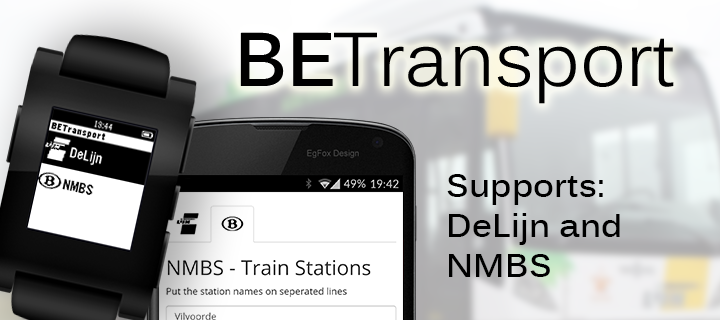 BETransport
19:44
BETransport
DeLijn
B NMBS
EgFox Design
49% 19:42
B
NMBS - Train Stations
Put the station names on seperated lines
Vilvoorde
Supports:
DeLijn and
NMBS